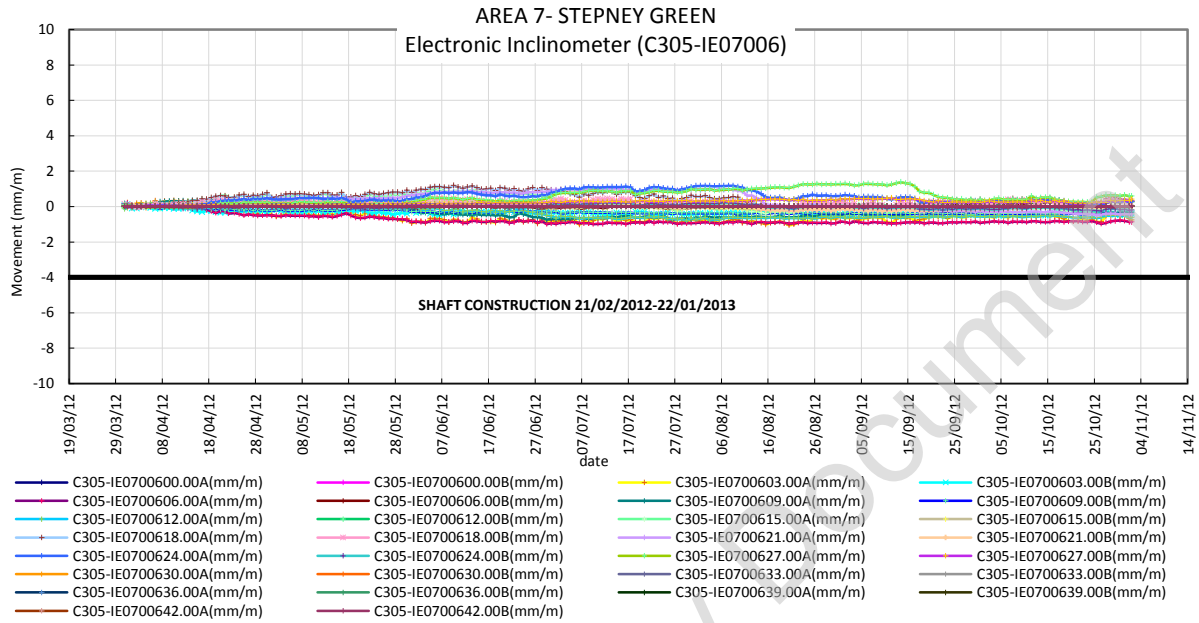 AREA 7- STEPNEY GREEN
Electronic Inclinometer (C305-IE07006)
10
8
6
4
2
0
-2
-4
-6
-8
-10
Movement (mm/m)
SHAFT CONSTRUCTION 21/02/2012-22/01/2013
19/03/12
29/03/12
08/04/12
18/04/12
28/04/12
08/05/12
18/05/12
28/05/12
07/06/12
17/06/12
27/06/12
07/07/12
17/07/12
27/07/12
06/08/12
16/08/12
26/08/12
05/09/12
15/09/12
25/09/12
05/10/12
15/10/12
25/10/12
04/11/12
14/11/12
date
C305-IE0700600.00A(mm/m) C305-IE0700600.00B(mm/m) C305-IE0700603.00A(mm/m) C305-IE0700603.00B(mm/m)
C305-IE0700606.00A(mm/m) C305-IE0700606.00B(mm/m) C305-IE0700609.00A(mm/m) C305-IE0700609.00B(mm/m)
C305-IE0700612.00A(mm/m) C305-IE0700612.00B(mm/m) C305-IE0700615.00A(mm/m) C305-IE0700615.00B(mm/m)
C305-IE0700618.00A(mm/m) C305-IE0700618.00B(mm/m) C305-IE0700621.00A(mm/m) C305-IE0700621.00B(mm/m)
C305-IE0700624.00A(mm/m) C305-IE0700624.00B(mm/m) C305-IE0700627.00A(mm/m) C305-IE0700627.00B(mm/m)
C305-IE0700630.00A(mm/m) C305-IE0700630.00B(mm/m) C305-IE0700633.00A(mm/m) C305-IE0700633.00B(mm/m)
C305-IE0700636.00A(mm/m) C305-IE0700636.00B(mm/m) C305-IE0700639.00A(mm/m) C305-IE0700639.00B(mm/m)
C305-IE0700642.00A(mm/m) C305-IE0700642.00B(mm/m)
Document